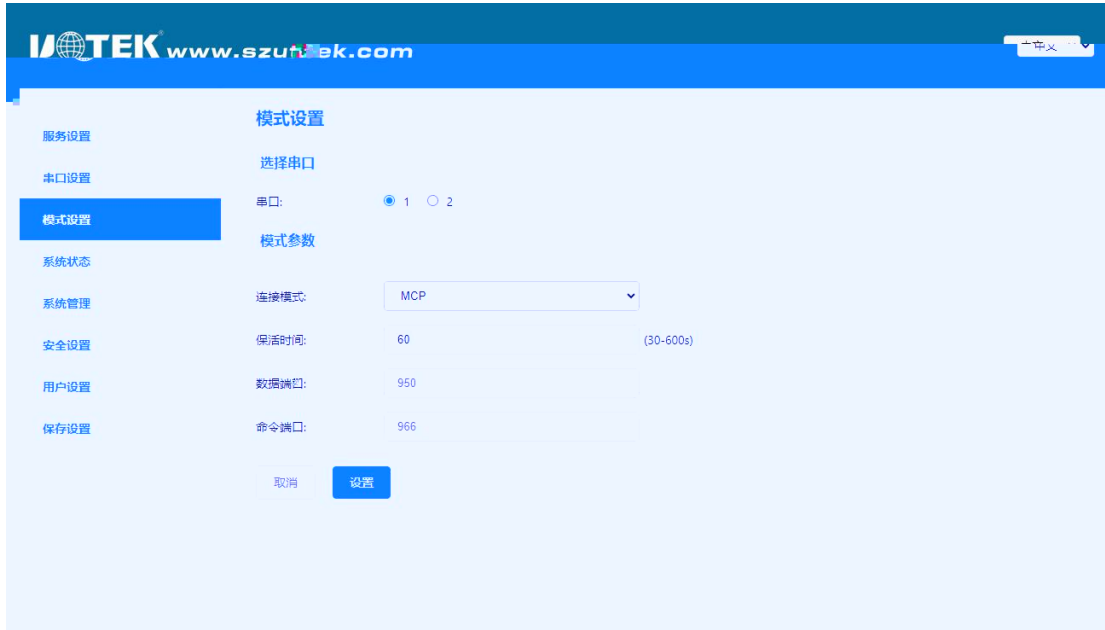 UTEK www.szutek.com
服务设置
串口设置
模式设置
系统状态
系统管理
安全设置
用户设置
保存设置
模式设置
选择串口
串口: 1 2
模式参数
连接模式: MCP
保活时间: 60 (30-600s)
数据端口: 950
命令端口: 966
取消 设置